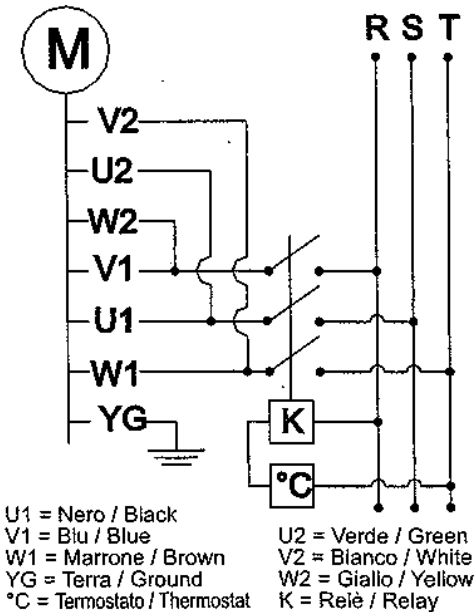 M
R S T
V2
U2
W2
V1
U1
W1
YG
K
°C
U1 = Nero / Black
V1 = Blu / Blue
W1 = Marrone / Brown
YG = Terra / Ground
°C = Termostato / Thermostat
U2 = Verde / Green
V2 = Bianco / White
W2 = Giallo / Yellow
K = Relè / Relay